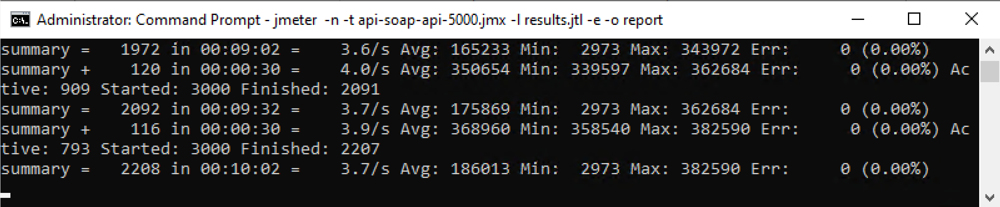 Administrator: Command Prompt - jmeter  -n -t api-soap-api-5000.jmx -l results.jtl -e -o report
summary =   1972 in 00:09:02 =    3.6/s Avg: 165233 Min:  2973 Max: 343972 Err:     0 (0.00%)
summary +    120 in 00:00:30 =    4.0/s Avg: 350654 Min: 339597 Max: 362684 Err:     0 (0.00%) Ac
tive: 909 Started: 3000 Finished: 2091
summary =   2092 in 00:09:32 =    3.7/s Avg: 175869 Min:  2973 Max: 362684 Err:     0 (0.00%)
summary +    116 in 00:00:30 =    3.9/s Avg: 368960 Min: 358540 Max: 382590 Err:     0 (0.00%) Ac
tive: 793 Started: 3000 Finished: 2207
summary =   2208 in 00:10:02 =    3.7/s Avg: 186013 Min:  2973 Max: 382590 Err:     0 (0.00%)